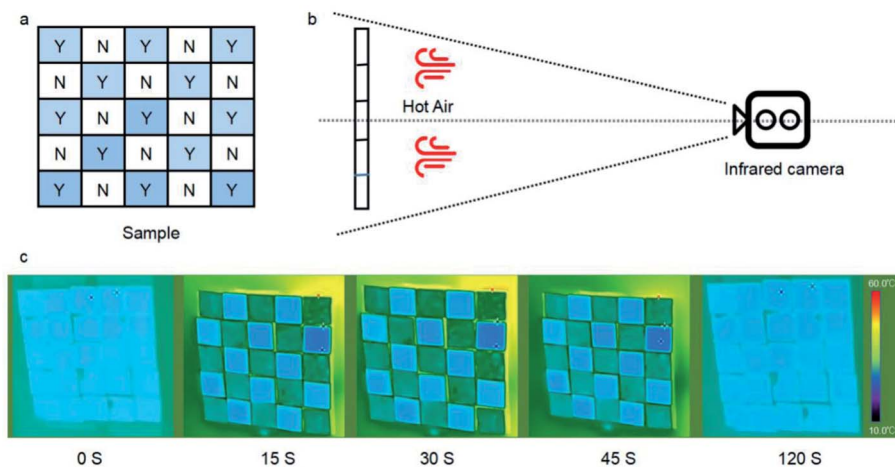 a
Y N Y N Y
N Y N Y N
Y N Y N Y
N Y N Y N
Y N Y N Y
Sample
b
Hot Air
Infrared camera
c
60.0℃
10.0℃
0 S 15 S 30 S 45 S 120 S